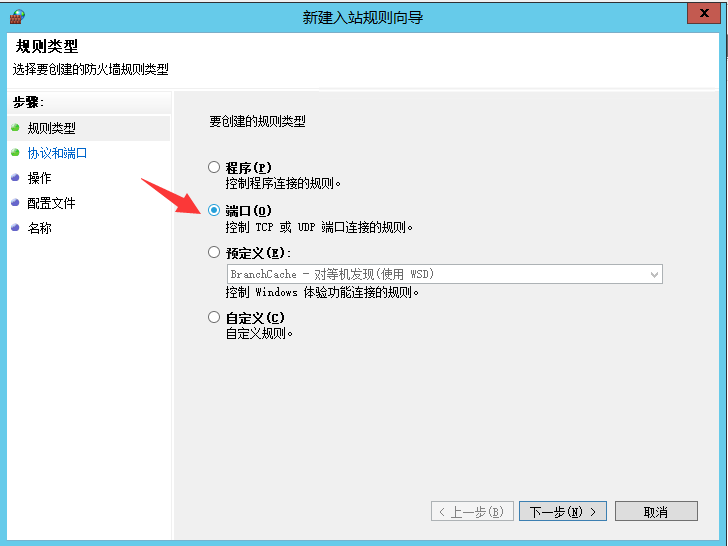 新建入站规则向导
x
规则类型
选择要创建的防火墙规则类型
步骤:
规则类型
协议和端口
操作
配置文件
名称
要创建的规则类型
程序(P)
控制程序连接的规则。
端口(O)
控制 TCP 或 UDP 端口连接的规则。
预定义(E):
BranchCache - 对等机发现(使用 WSD)
控制 Windows 体验功能连接的规则。
自定义(C)
自定义规则。
< 上一步(B)
下一步(N) >
取消